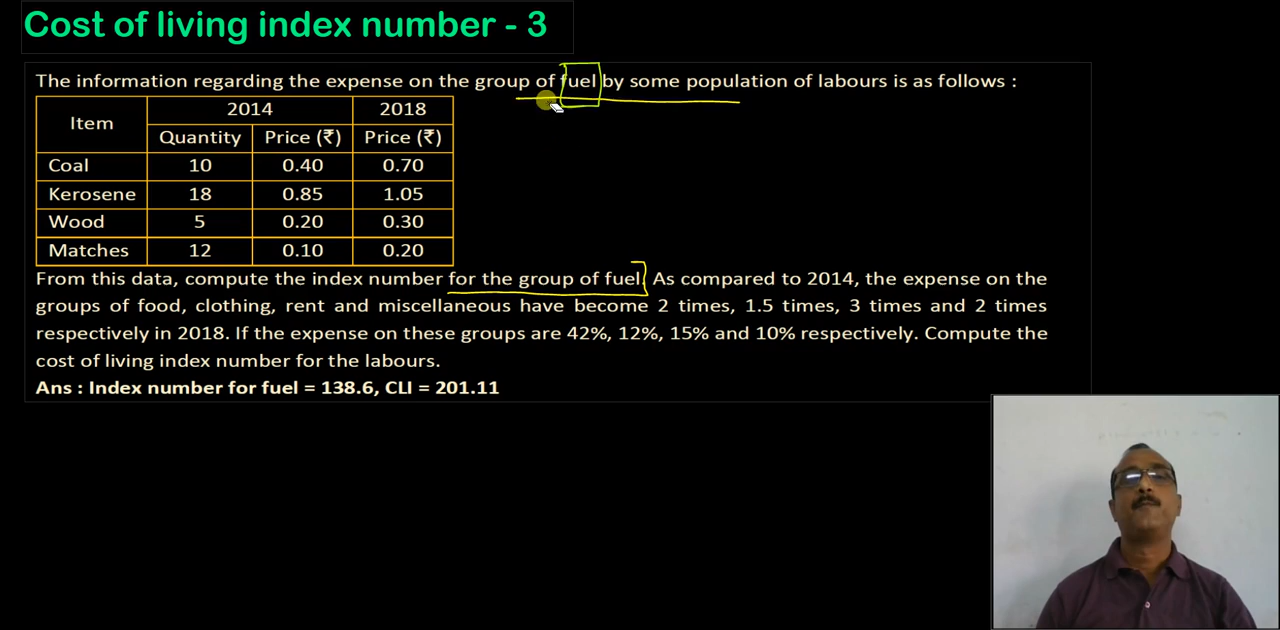 Cost of living index number - 3
The information regarding the expense on the group of fuel by some population of labours is as follows :
Item 2014 2018
Quantity Price (₹) Price (₹)
Coal 10 0.40 0.70
Kerosene 18 0.85 1.05
Wood 5 0.20 0.30
Matches 12 0.10 0.20
From this data, compute the index number for the group of fuel. As compared to 2014, the expense on the
groups of food, clothing, rent and miscellaneous have become 2 times, 1.5 times, 3 times and 2 times
respectively in 2018. If the expense on these groups are 42%, 12%, 15% and 10% respectively. Compute the
cost of living index number for the labours.
Ans : Index number for fuel = 138.6, CLI = 201.11